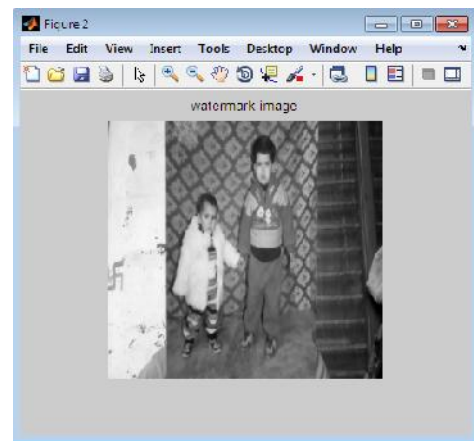 Figure 2
File Edit View Insert Tools Desktop Window Help
watermark image